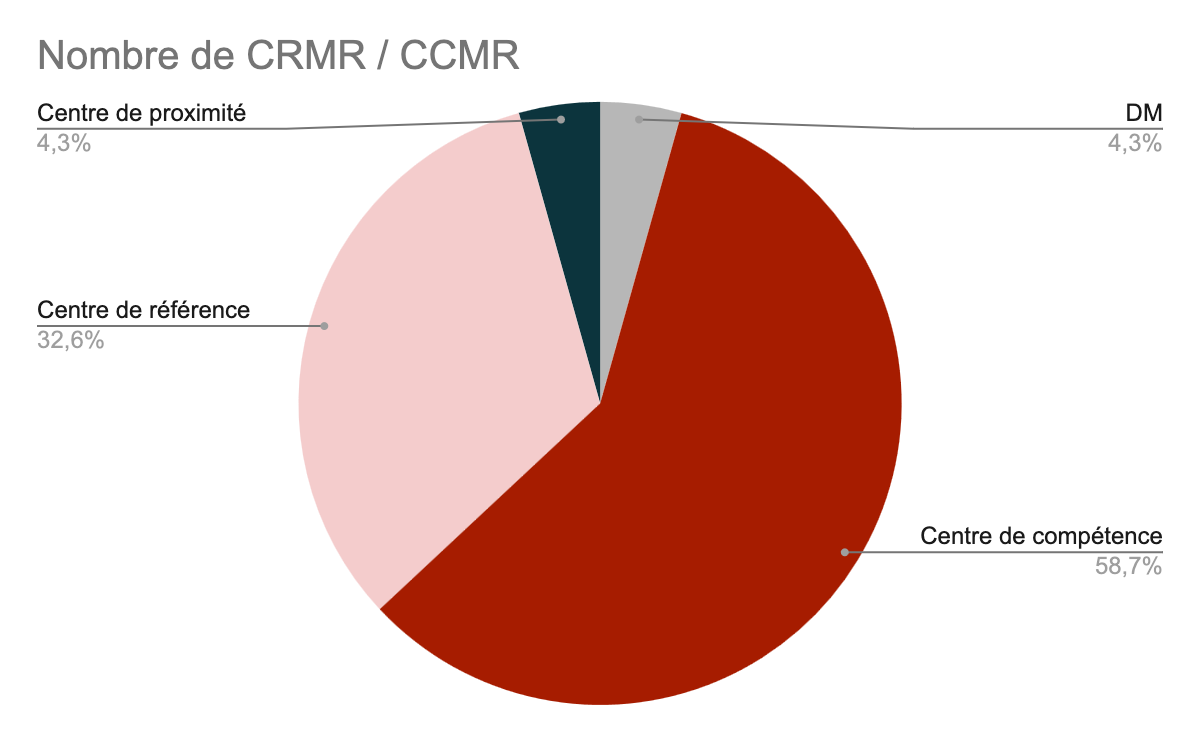 Nombre de CRMR / CCMR
Centre de proximité
4,3%
DM
4,3%
Centre de référence
32,6%
Centre de compétence
58,7%